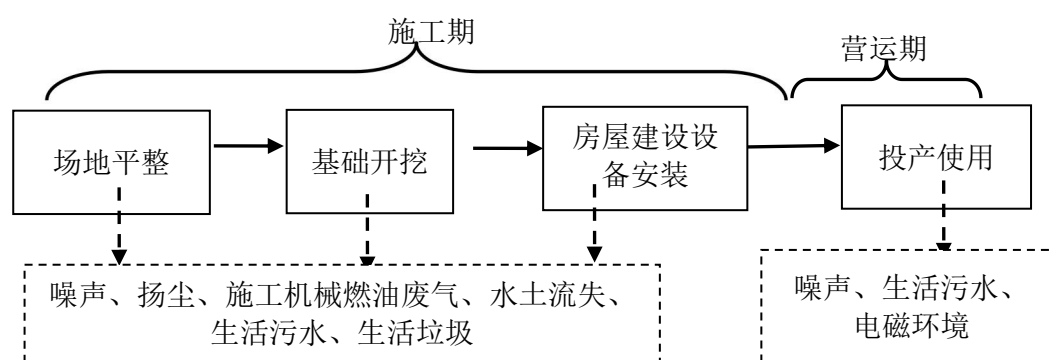 施工期
营运期
场地平整
基础开挖
房屋建设设
备安装
投产使用
噪声、扬尘、施工机械燃油废气、水土流失、
生活污水、生活垃圾
噪声、生活污水、
电磁环境